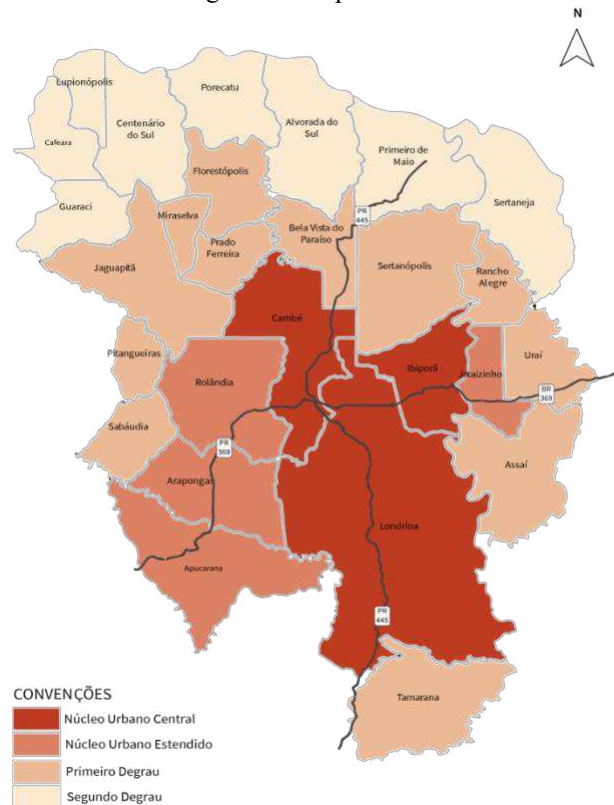 N
Lupionópolis
Porecatu
Centenário
do Sul
Alvorada do
Sul
Cafeara
Primeiro de
Maio
Florestópolis
Sertaneja
Guaraci
Miraselva
PR
445
Bela Vista do
Paraíso
Prado
Ferreira
Jaguapitã
Sertanópolis
Rancho
Alegre
Cambé
Pitangueiras
Ibiporã
Jataizinho
Uraí
Rolândia
BR
369
Sabáudia
PR
369
Assaí
Arapongas
Londrina
Apucarana
PR
445
Tamarana
CONVENÇÕES
Núcleo Urbano Central
Núcleo Urbano Estendido
Primeiro Degrau
Segundo Degrau